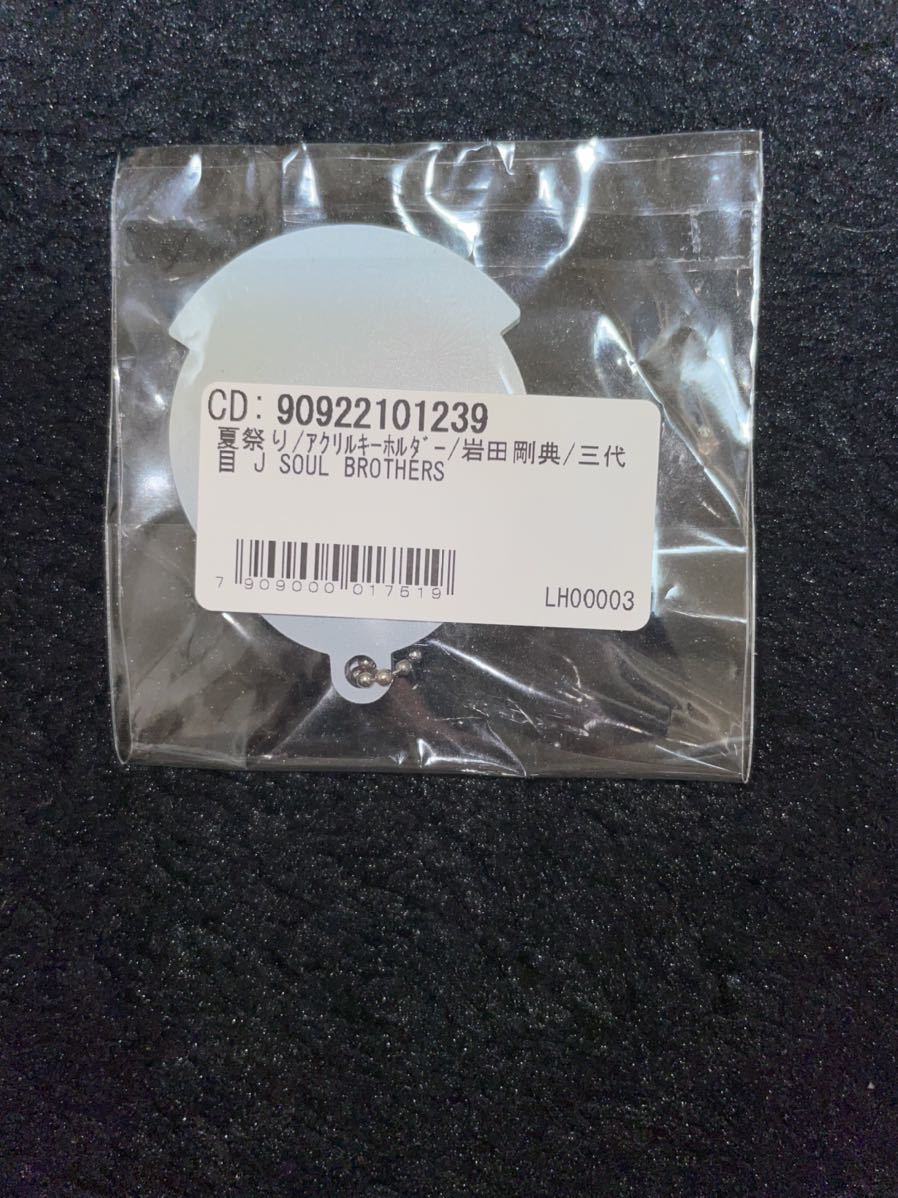 CD: 90922101239
夏祭り/ｱｸﾘﾙｷｰﾎﾙﾀﾞｰ/岩田剛典/三代
目 J SOUL BROTHERS
7 909000 017519
LH00003